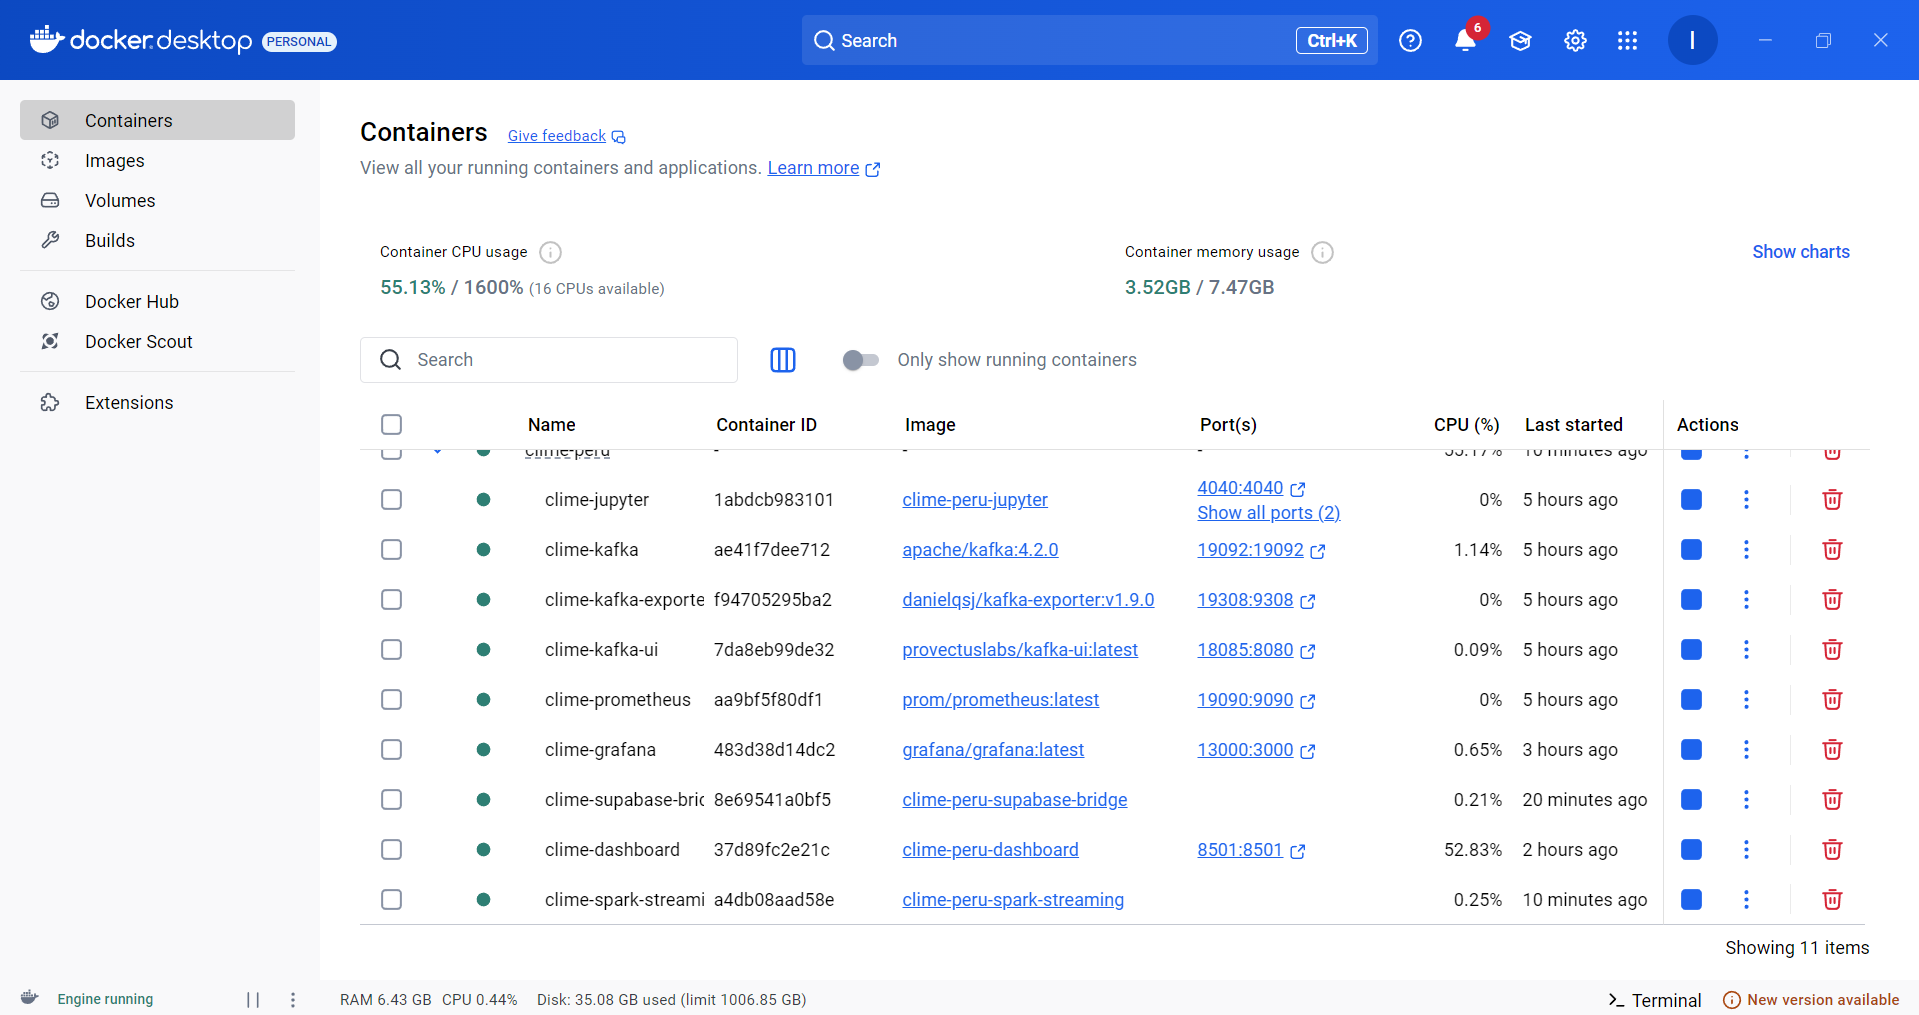 docker desktop PERSONAL
Search Ctrl+K
6
I
Containers
Images
Volumes
Builds
Docker Hub
Docker Scout
Extensions
Containers Give feedback
View all your running containers and applications. Learn more
Container CPU usage
55.13% / 1600% (16 CPUs available)
Container memory usage
3.52GB / 7.47GB
Show charts
Search
Only show running containers
Name Container ID Image Port(s) CPU (%) Last started Actions
clime-peru - - - 55.17% 10 minutes ago
clime-jupyter 1abdcb983101 clime-peru-jupyter 4040:4040 0% 5 hours ago
Show all ports (2)
clime-kafka ae41f7dee712 apache/kafka:4.2.0 19092:19092 1.14% 5 hours ago
clime-kafka-exporte f94705295ba2 danielqsj/kafka-exporter:v1.9.0 19308:9308 0% 5 hours ago
clime-kafka-ui 7da8eb99de32 provectuslabs/kafka-ui:latest 18085:8080 0.09% 5 hours ago
clime-prometheus aa9bf5f80df1 prom/prometheus:latest 19090:9090 0% 5 hours ago
clime-grafana 483d38d14dc2 grafana/grafana:latest 13000:3000 0.65% 3 hours ago
clime-supabase-bric 8e69541a0bf5 clime-peru-supabase-bridge 0.21% 20 minutes ago
clime-dashboard 37d89fc2e21c clime-peru-dashboard 8501:8501 52.83% 2 hours ago
clime-spark-streami a4db08aad58e clime-peru-spark-streaming 0.25% 10 minutes ago
Showing 11 items
Engine running
RAM 6.43 GB CPU 0.44% Disk: 35.08 GB used (limit 1006.85 GB)
Terminal
New version available